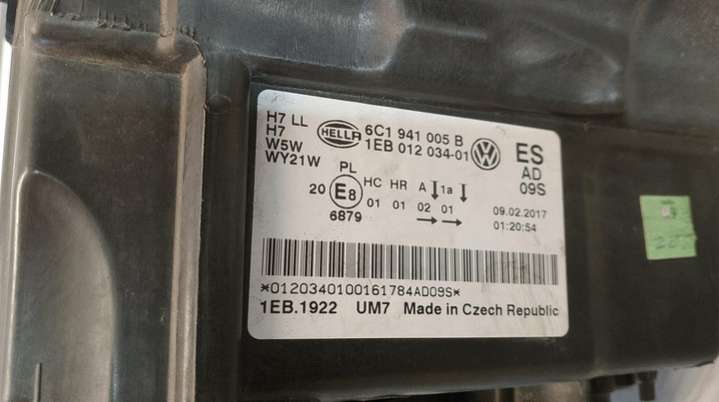 H7 LL
H7
W5W
WY21W
HELLA
6C1 941 005 B
1EB 012 034-01
ES
AD
09S
PL
20 E8 HC HR A 1a
01 01 02 01
6879
09.02.2017
01:20:54
*0120340100161784AD09S*
1EB.1922 UM7 Made in Czech Republic